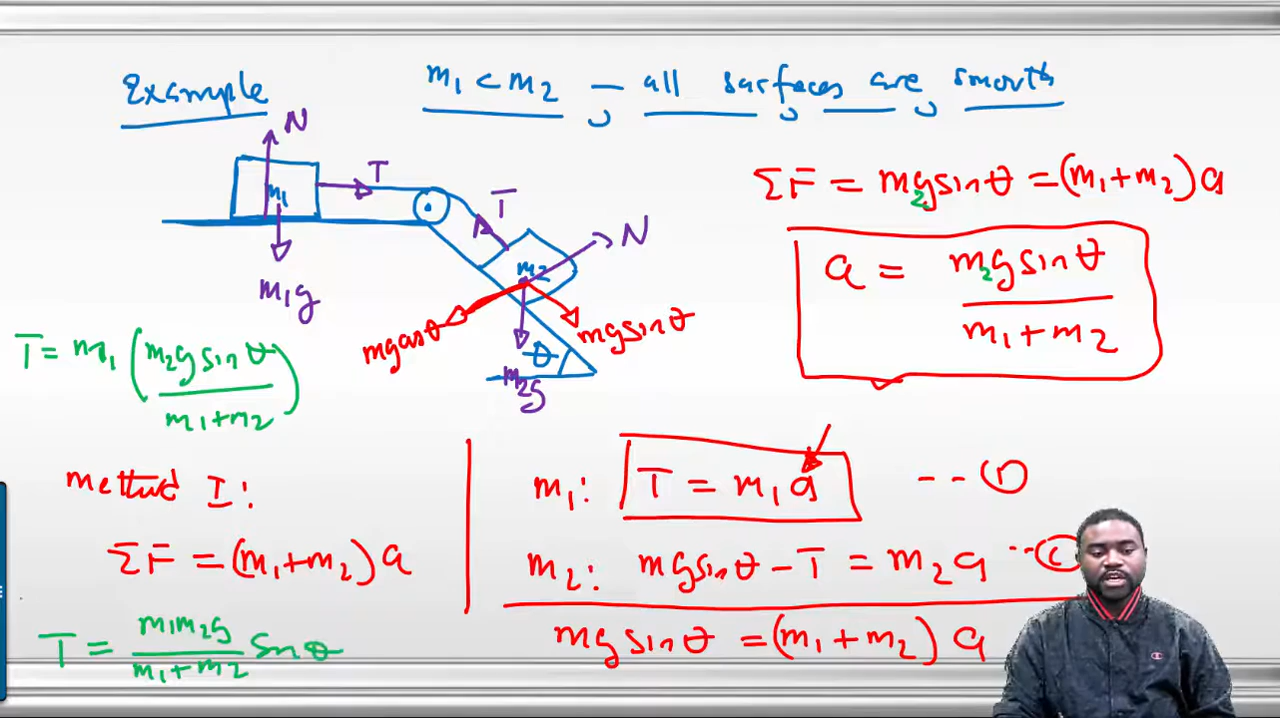 Example
m₁ < m₂ – all surfaces are smooth
N
T
m₁
T
N
m₂
m₁g
mgcosθ
mgsinθ
θ
m₂g
ΣF = m₂gsinθ = (m₁+m₂)a
a = m₂gsinθ / m₁+m₂
T = m₁(m₂gsinθ / m₁+m₂)
method I:
ΣF = (m₁+m₂)a
T = m₁m₂g / m₁+m₂ sinθ
m₁: T = m₁a -- ①
m₂: mgsinθ - T = m₂a
mgsinθ = (m₁+m₂)a